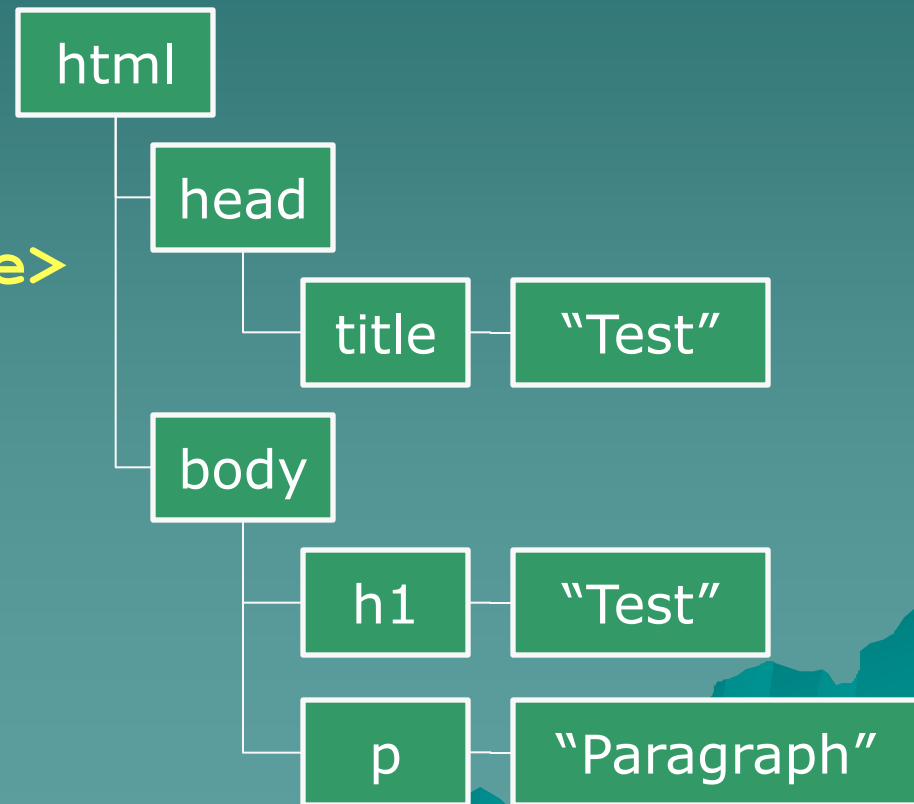 html
head
e>
title “Test”
body
h1 “Test”
p “Paragraph”